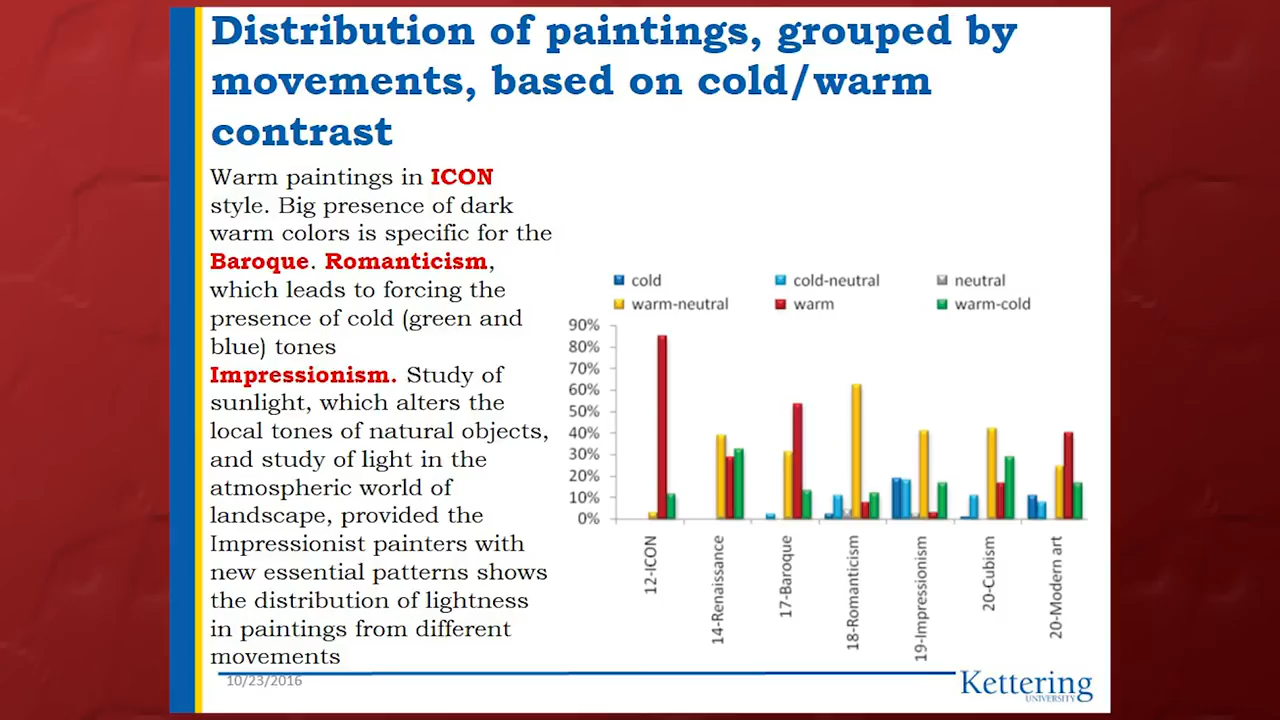 Distribution of paintings, grouped by
movements, based on cold/warm
contrast
Warm paintings in ICON
style. Big presence of dark
warm colors is specific for the
Baroque. Romanticism,
which leads to forcing the
presence of cold (green and
blue) tones
Impressionism. Study of
sunlight, which alters the
local tones of natural objects,
and study of light in the
atmospheric world of
landscape, provided the
Impressionist painters with
new essential patterns shows
the distribution of lightness
in paintings from different
movements
cold
cold-neutral
neutral
warm-neutral
warm
warm-cold
90%
80%
70%
60%
50%
40%
30%
20%
10%
0%
12-ICON
14-Renaissance
17-Baroque
18-Romanticism
19-Impressionism
20-Cubism
20-Modern art
10/23/2016
Kettering
UNIVERSITY